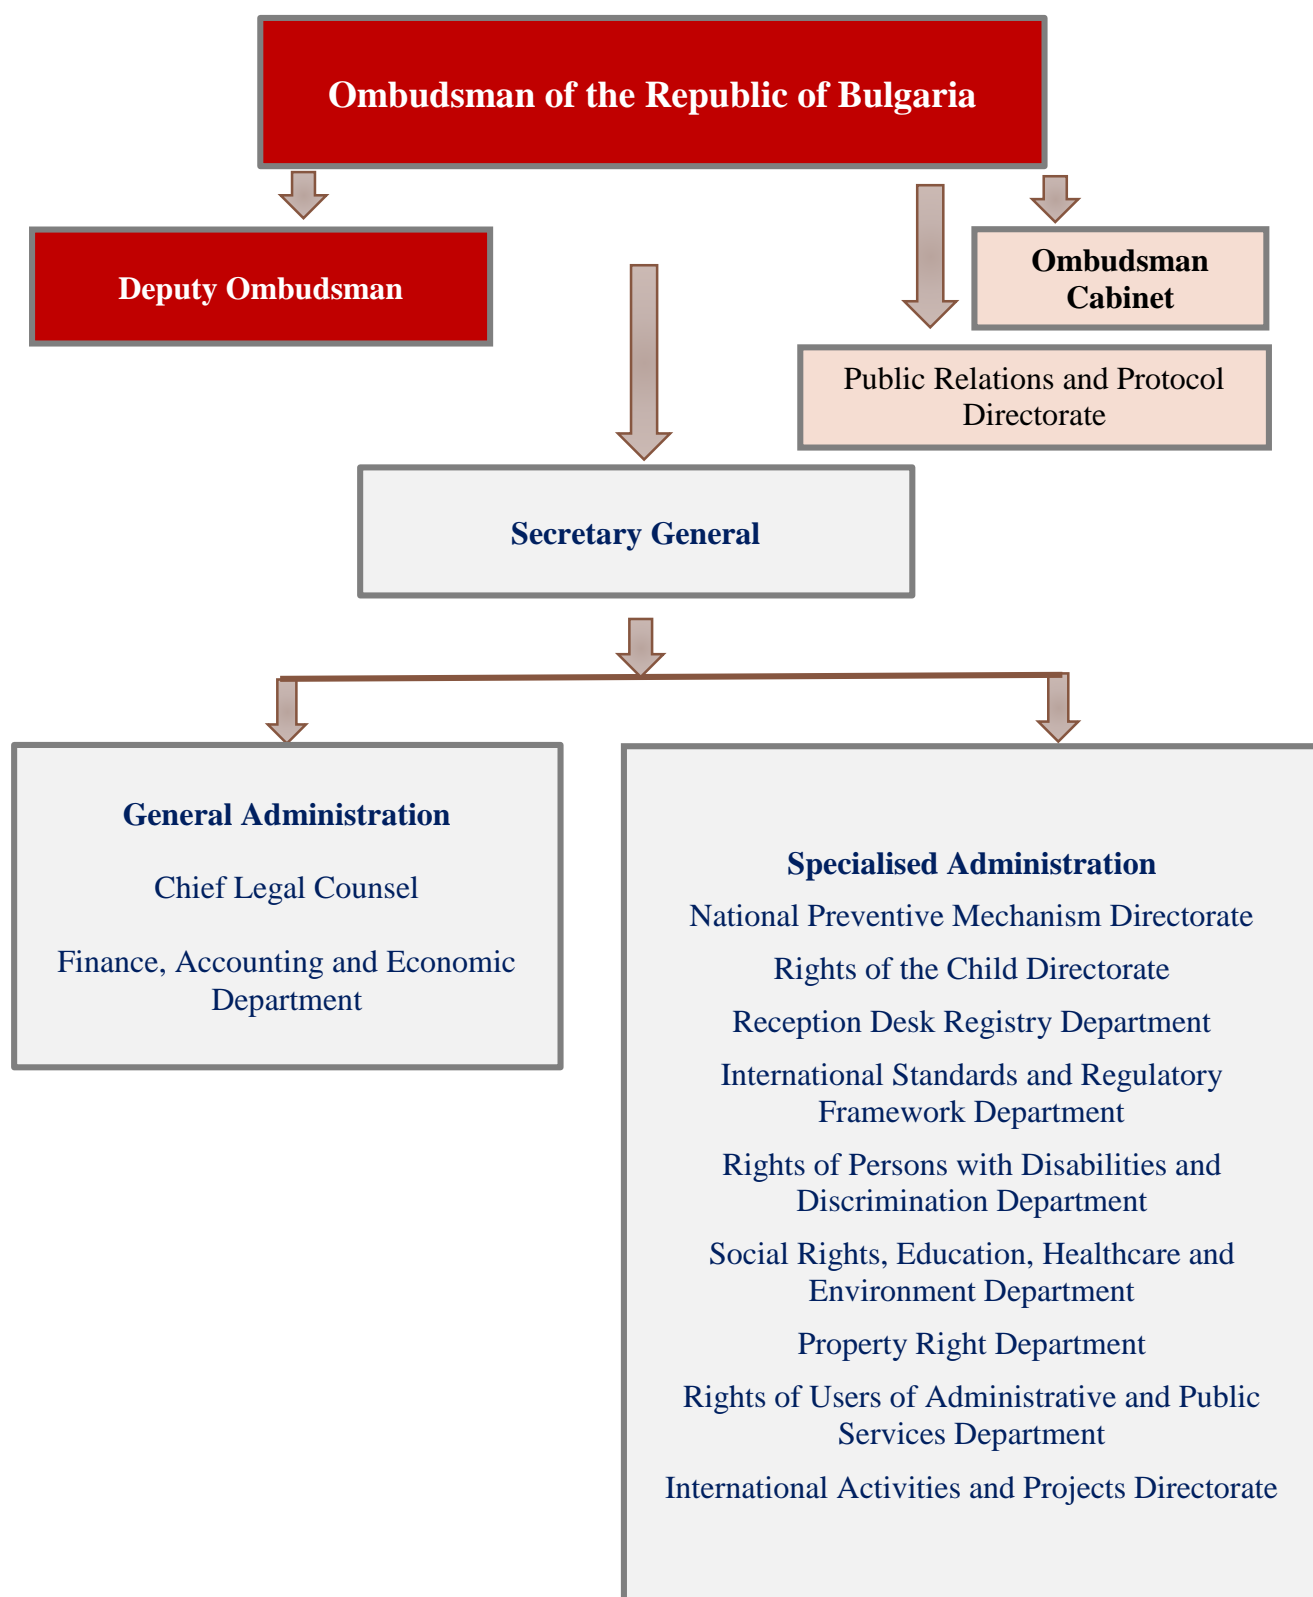 Ombudsman of the Republic of Bulgaria
Deputy Ombudsman
Ombudsman
Cabinet
Public Relations and Protocol
Directorate
Secretary General
General Administration
Chief Legal Counsel
Finance, Accounting and Economic
Department
Specialised Administration
National Preventive Mechanism Directorate
Rights of the Child Directorate
Reception Desk Registry Department
International Standards and Regulatory
Framework Department
Rights of Persons with Disabilities and
Discrimination Department
Social Rights, Education, Healthcare and
Environment Department
Property Right Department
Rights of Users of Administrative and Public
Services Department
International Activities and Projects Directorate